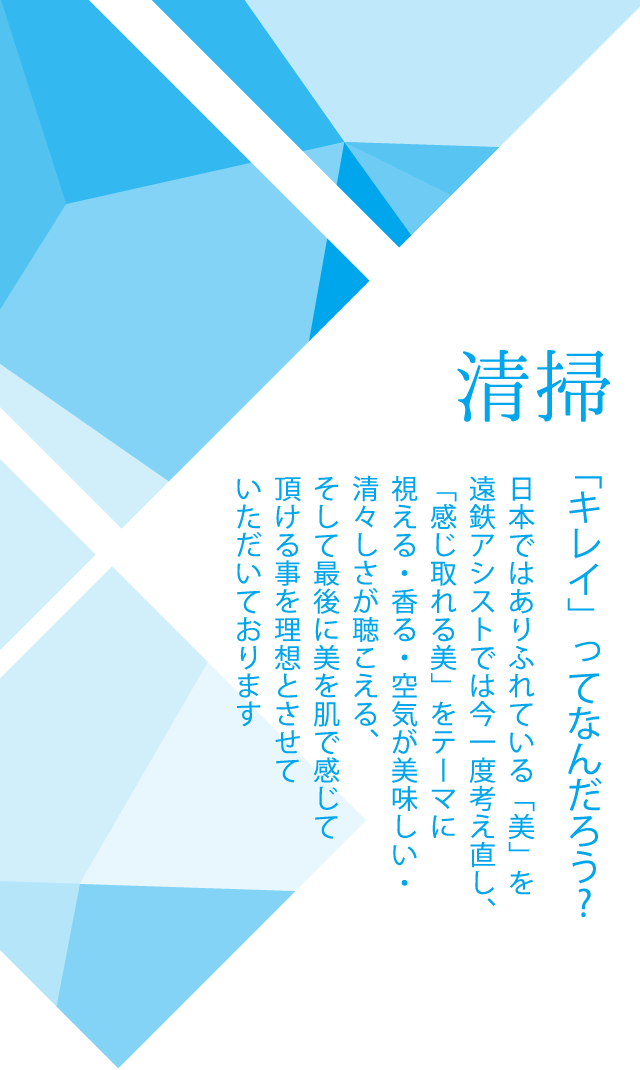 清掃
「キレイ」ってなんだろう?
日本ではありふれている「美」を
遠鉄アシストでは今一度考え直し、
「感じ取れる美」をテーマに
視える・香る・空気が美味しい・
清々しさが聴こえる、
そして最後に美を肌で感じて
頂ける事を理想とさせて
いただいております